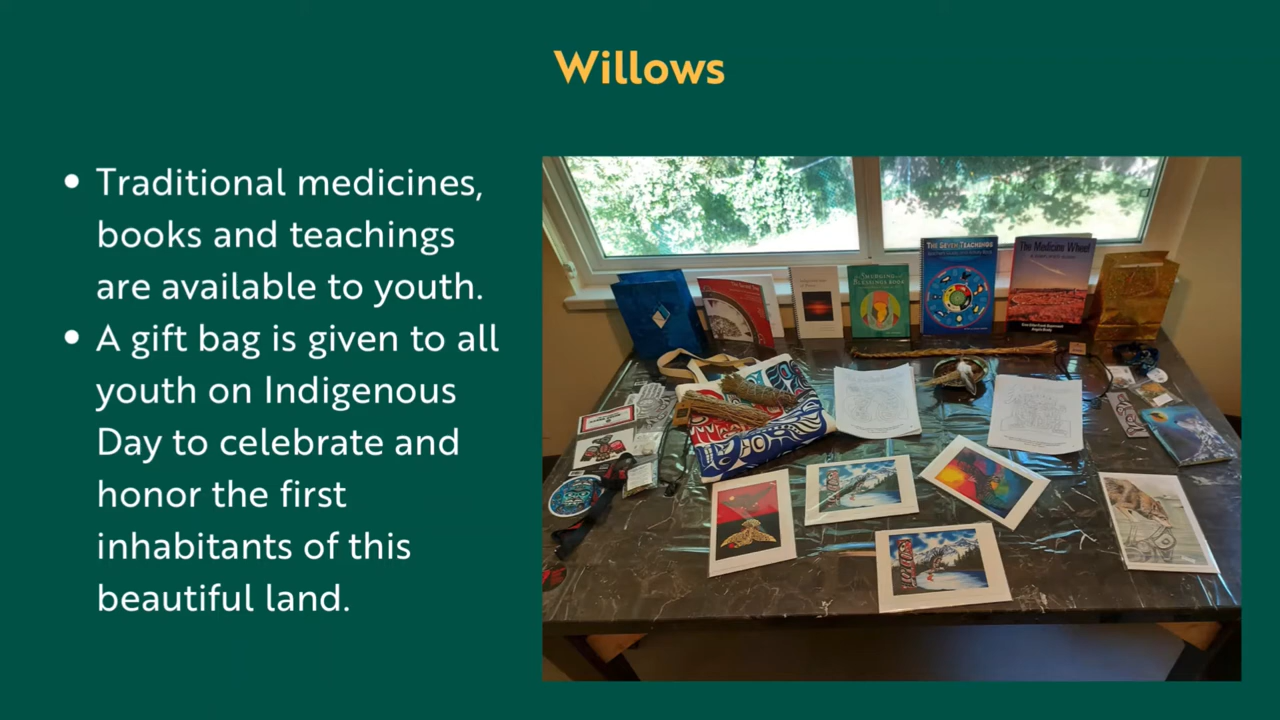 Willows
• Traditional medicines,
books and teachings
are available to youth.
• A gift bag is given to all
youth on Indigenous
Day to celebrate and
honor the first
inhabitants of this
beautiful land.
The Seven Teachings
The Medicine Wheel